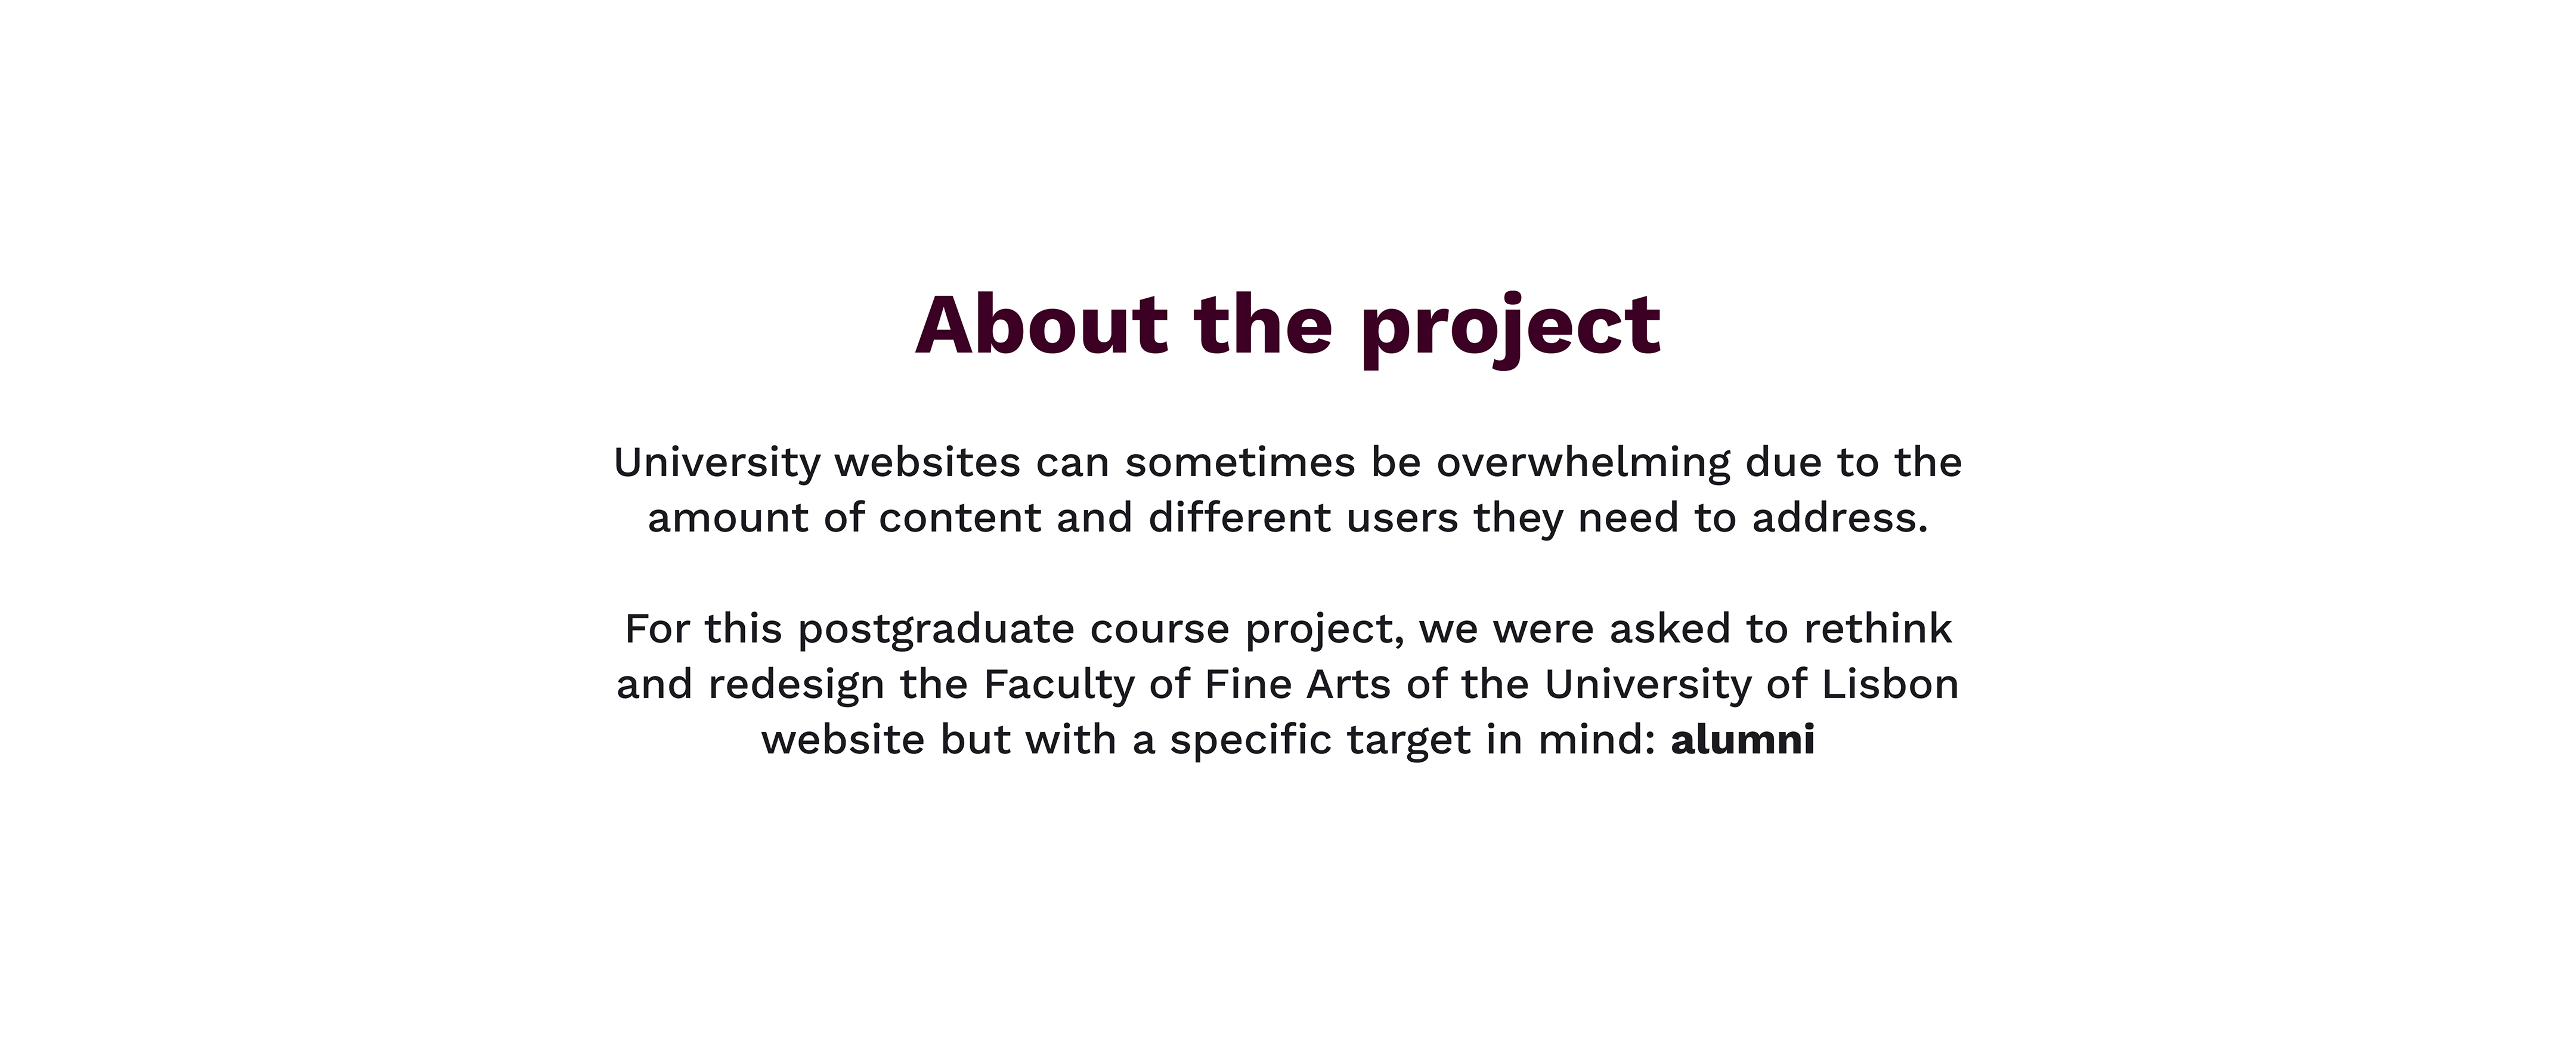 About the project
University websites can sometimes be overwhelming due to the
amount of content and different users they need to address.
For this postgraduate course project, we were asked to rethink
and redesign the Faculty of Fine Arts of the University of Lisbon
website but with a specific target in mind: alumni